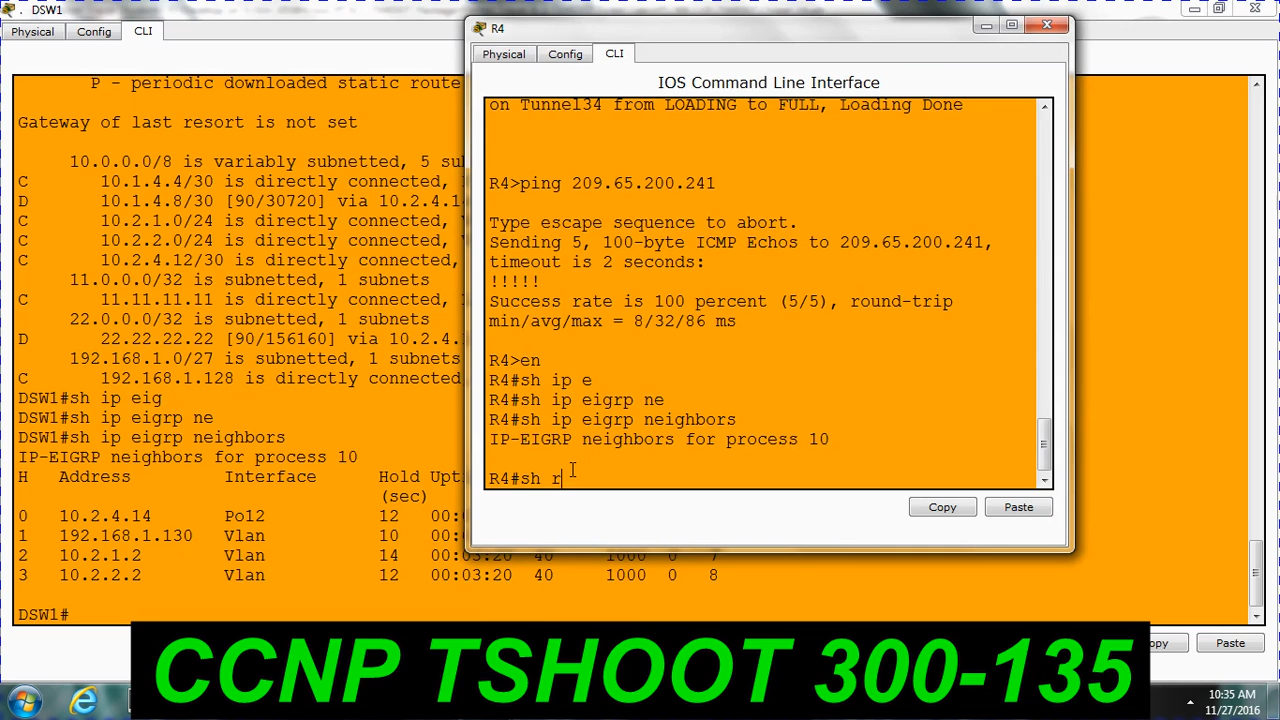 DSW1
Physical
Config
CLI
P - periodic downloaded static route
Gateway of last resort is not set
10.0.0.0/8 is variably subnetted, 5 su
C 10.1.4.4/30 is directly connected,
D 10.1.4.8/30 [90/30720] via 10.2.4.1
C 10.2.1.0/24 is directly connected,
C 10.2.2.0/24 is directly connected,
C 10.2.4.12/30 is directly connected,
11.0.0.0/32 is subnetted, 1 subnets
C 11.11.11.11 is directly connected,
22.0.0.0/32 is subnetted, 1 subnets
D 22.22.22.22 [90/156160] via 10.2.4.
192.168.1.0/27 is subnetted, 1 subnets
C 192.168.1.128 is directly connected
DSW1#sh ip eig
DSW1#sh ip eigrp ne
DSW1#sh ip eigrp neighbors
IP-EIGRP neighbors for process 10
H Address Interface Hold Upti
(sec)
0 10.2.4.14 Po12 12 00:
1 192.168.1.130 Vlan 10 00:
2 10.2.1.2 Vlan 14 00:03:20 40 1000 0 7
3 10.2.2.2 Vlan 12 00:03:20 40 1000 0 8
DSW1#
R4
Physical
Config
CLI
IOS Command Line Interface
on Tunnel34 from LOADING to FULL, Loading Done
R4>ping 209.65.200.241
Type escape sequence to abort.
Sending 5, 100-byte ICMP Echos to 209.65.200.241,
timeout is 2 seconds:
!!!!!
Success rate is 100 percent (5/5), round-trip
min/avg/max = 8/32/86 ms
R4>en
R4#sh ip e
R4#sh ip eigrp ne
R4#sh ip eigrp neighbors
IP-EIGRP neighbors for process 10
R4#sh r
Copy
Paste
Paste
CCNP TSHOOT 300-135
10:35 AM
11/27/2016